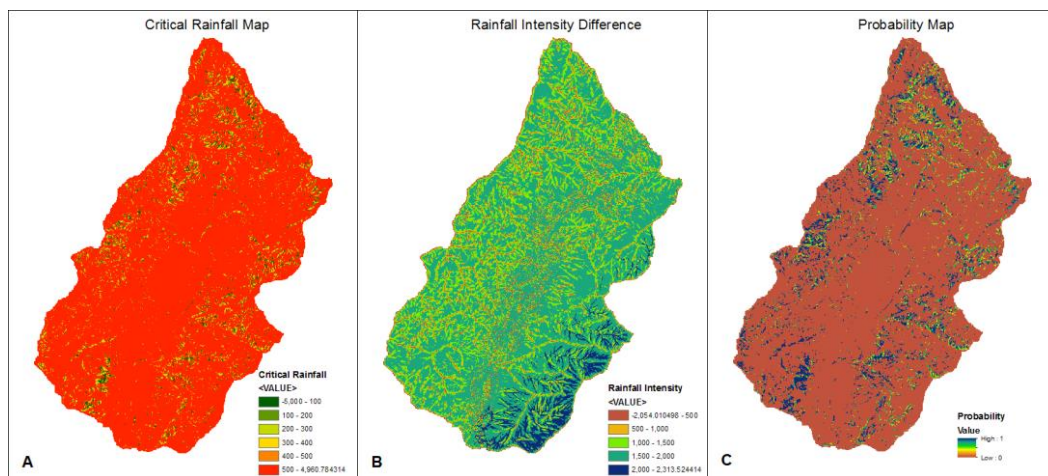 Critical Rainfall Map
Critical Rainfall
<VALUE>
-5,000 - 100
100 - 200
200 - 300
300 - 400
400 - 500
500 - 4,960.784314
A
Rainfall Intensity Difference
Rainfall Intensity
<VALUE>
-2,054.010498 - 500
500 - 1,000
1,000 - 1,500
1,500 - 2,000
2,000 - 2,313.524414
B
Probability Map
Probability
Value
High : 1
Low : 0
C